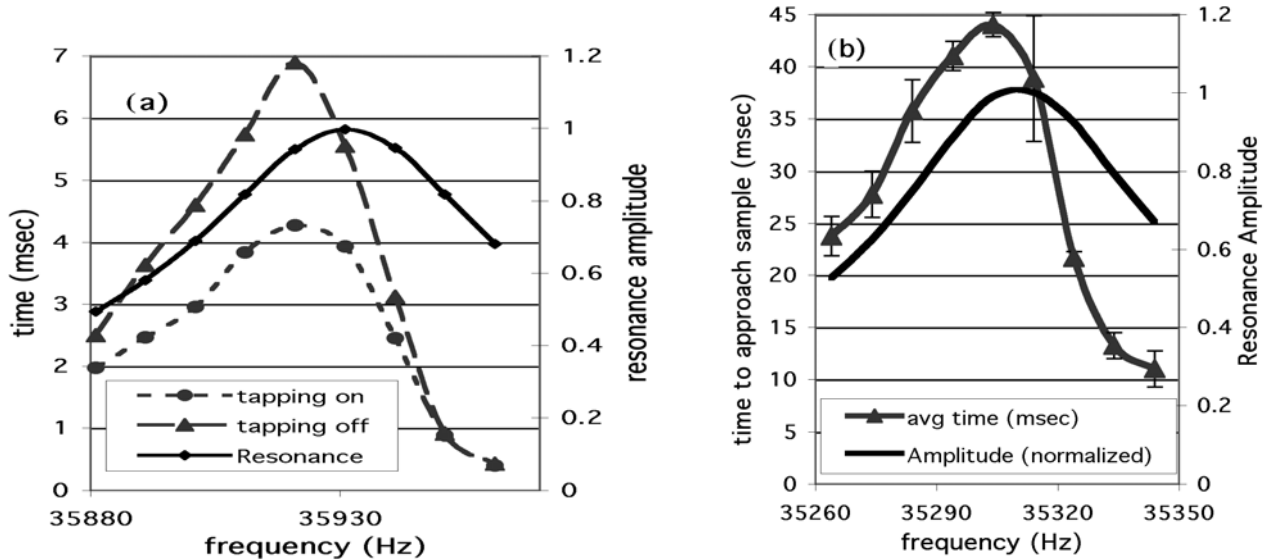 (a)
time (msec)
7
6
5
4
3
2
1
0
1.2
1
0.8
0.6
0.4
0.2
0
resonance amplitude
tapping on
tapping off
Resonance
35880
35930
frequency (Hz)
(b)
time to approach sample (msec)
45
40
35
30
25
20
15
10
5
0
1.2
1
0.8
0.6
0.4
0.2
0
Resonance Amplitude
avg time (msec)
Amplitude (normalized)
35260
35290
35320
35350
frequency (Hz)